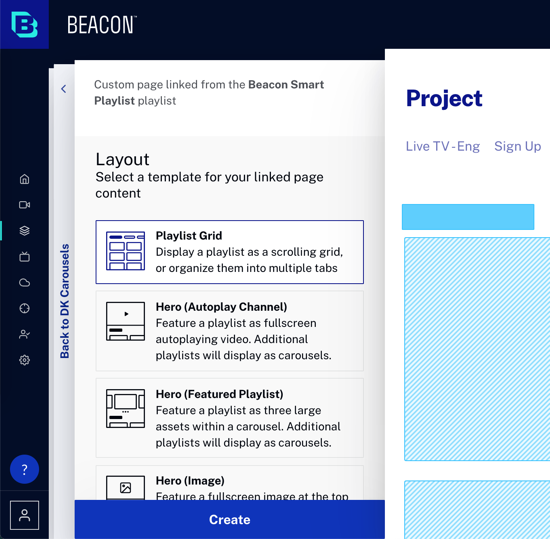 BEACON
Custom page linked from the Beacon Smart
Playlist playlist
Back to DK Carousels
Layout
Select a template for your linked page
content
Playlist Grid
Display a playlist as a scrolling grid,
or organize them into multiple tabs
Hero (Autoplay Channel)
Feature a playlist as fullscreen
autoplaying video. Additional
playlists will display as carousels.
Hero (Featured Playlist)
Feature a playlist as three large
assets within a carousel. Additional
playlists will display as carousels.
Hero (Image)
Feature a fullscreen image at the top
Create
?
Project
Live TV - Eng Sign Up